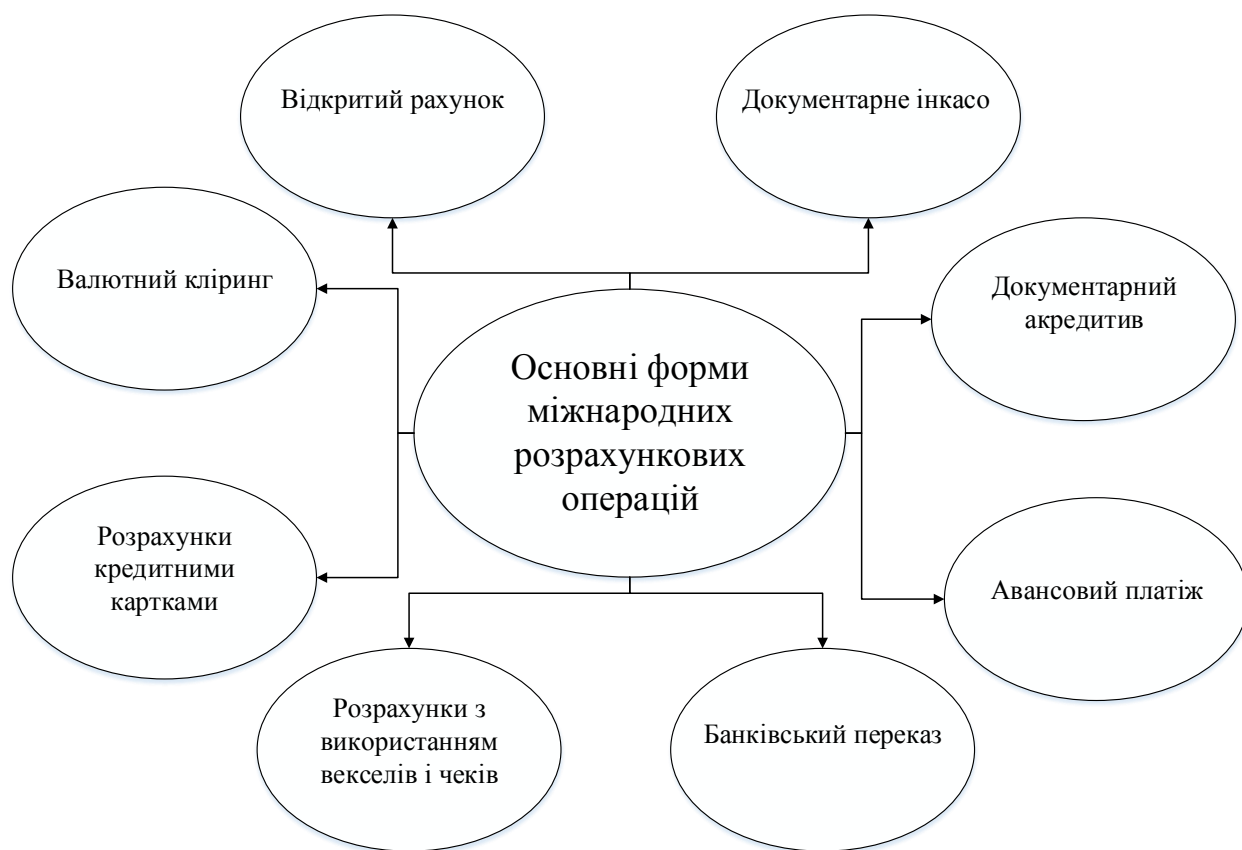 Відкритий рахунок
Документарне інкасо
Валютний кліринг
Документарний
акредитив
Основні форми
міжнародних
розрахункових
операцій
Розрахунки
кредитними
картками
Авансовий платіж
Розрахунки з
використанням
векселів і чеків
Банківський переказ